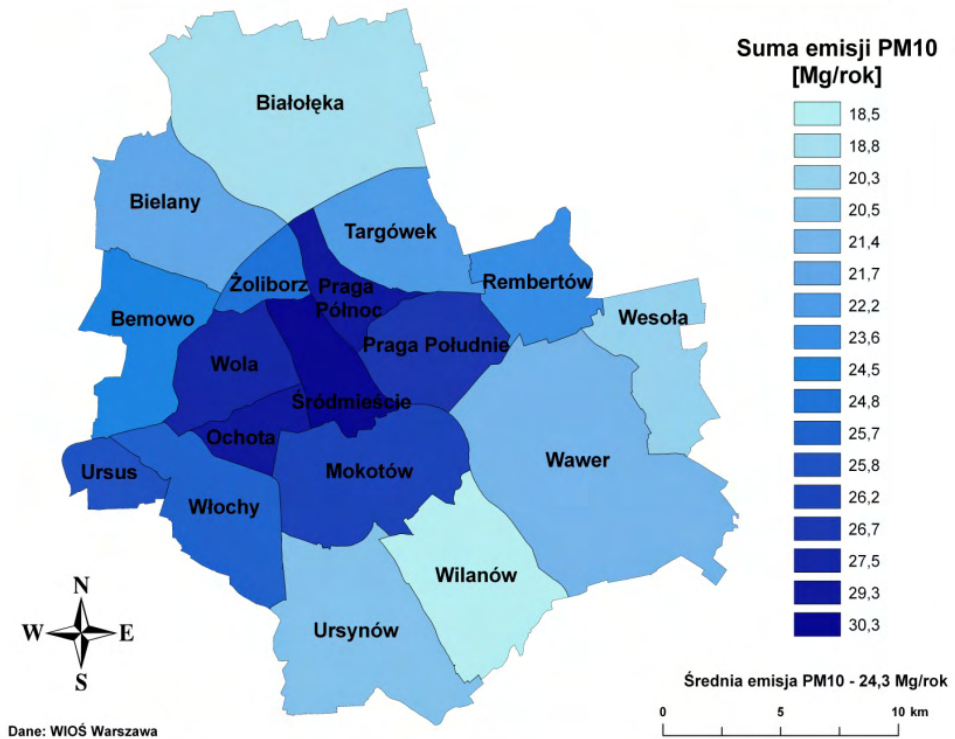 Suma emisji PM10
[Mg/rok]
18,5
18,8
20,3
20,5
21,4
21,7
22,2
23,6
24,5
24,8
25,7
25,8
26,2
26,7
27,5
29,3
30,3
Białołęka
Bielany
Targówek
Żoliborz
Praga
Północ
Rembertów
Bemowo
Wesoła
Praga Południe
Wola
Śródmieście
Ochota
Ursus
Mokotów
Wawer
Włochy
Wilanów
Ursynów
N
W
E
S
Średnia emisja PM10 - 24,3 Mg/rok
0 5 10 km
Dane: WIOŚ Warszawa